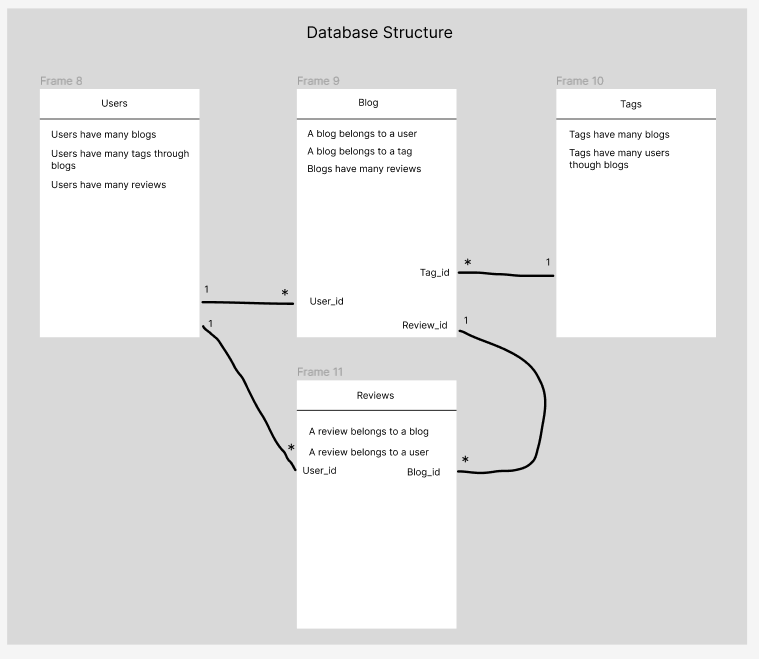 Database Structure
Frame 8
Users
Users have many blogs
Users have many tags through
blogs
Users have many reviews
1
1
Frame 9
Blog
A blog belongs to a user
A blog belongs to a tag
Blogs have many reviews
Tag_id
*
* User_id
Review_id
1
Frame 10
Tags
Tags have many blogs
Tags have many users
though blogs
1
Frame 11
Reviews
A review belongs to a blog
A review belongs to a user
* User_id
Blog_id *